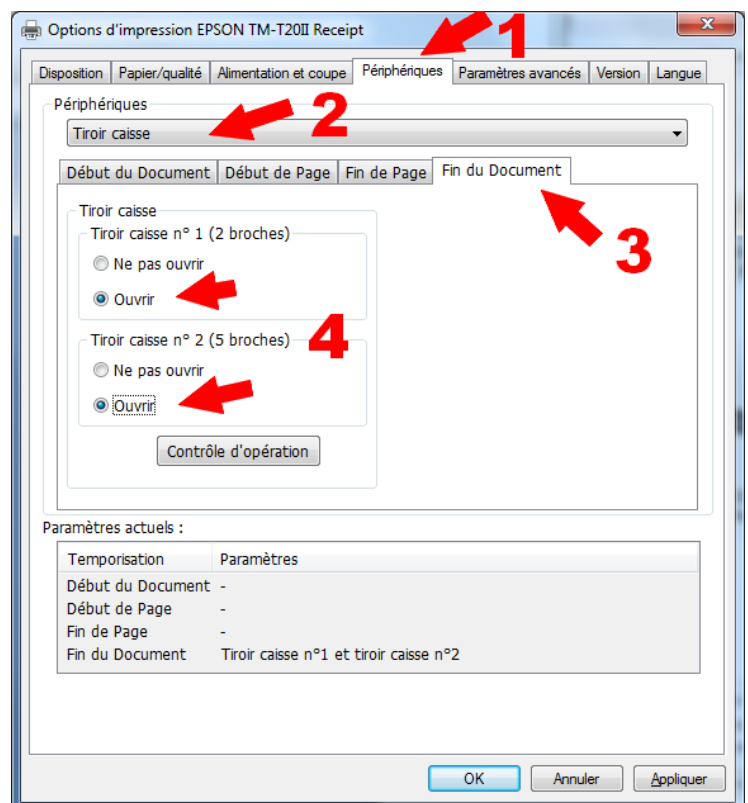 Options d'impression EPSON TM-T20II Receipt
x
1
Disposition Papier/qualité Alimentation et coupe Périphériques Paramètres avancés Version Langue
Périphériques
2
Tiroir caisse
Début du Document Début de Page Fin de Page Fin du Document
3
Tiroir caisse
Tiroir caisse n° 1 (2 broches)
Ne pas ouvrir
Ouvrir
4
Tiroir caisse n° 2 (5 broches)
Ne pas ouvrir
Ouvrir
Contrôle d'opération
Paramètres actuels :
Temporisation Paramètres
Début du Document -
Début de Page -
Fin de Page -
Fin du Document Tiroir caisse n°1 et tiroir caisse n°2
OK Annuler Appliquer